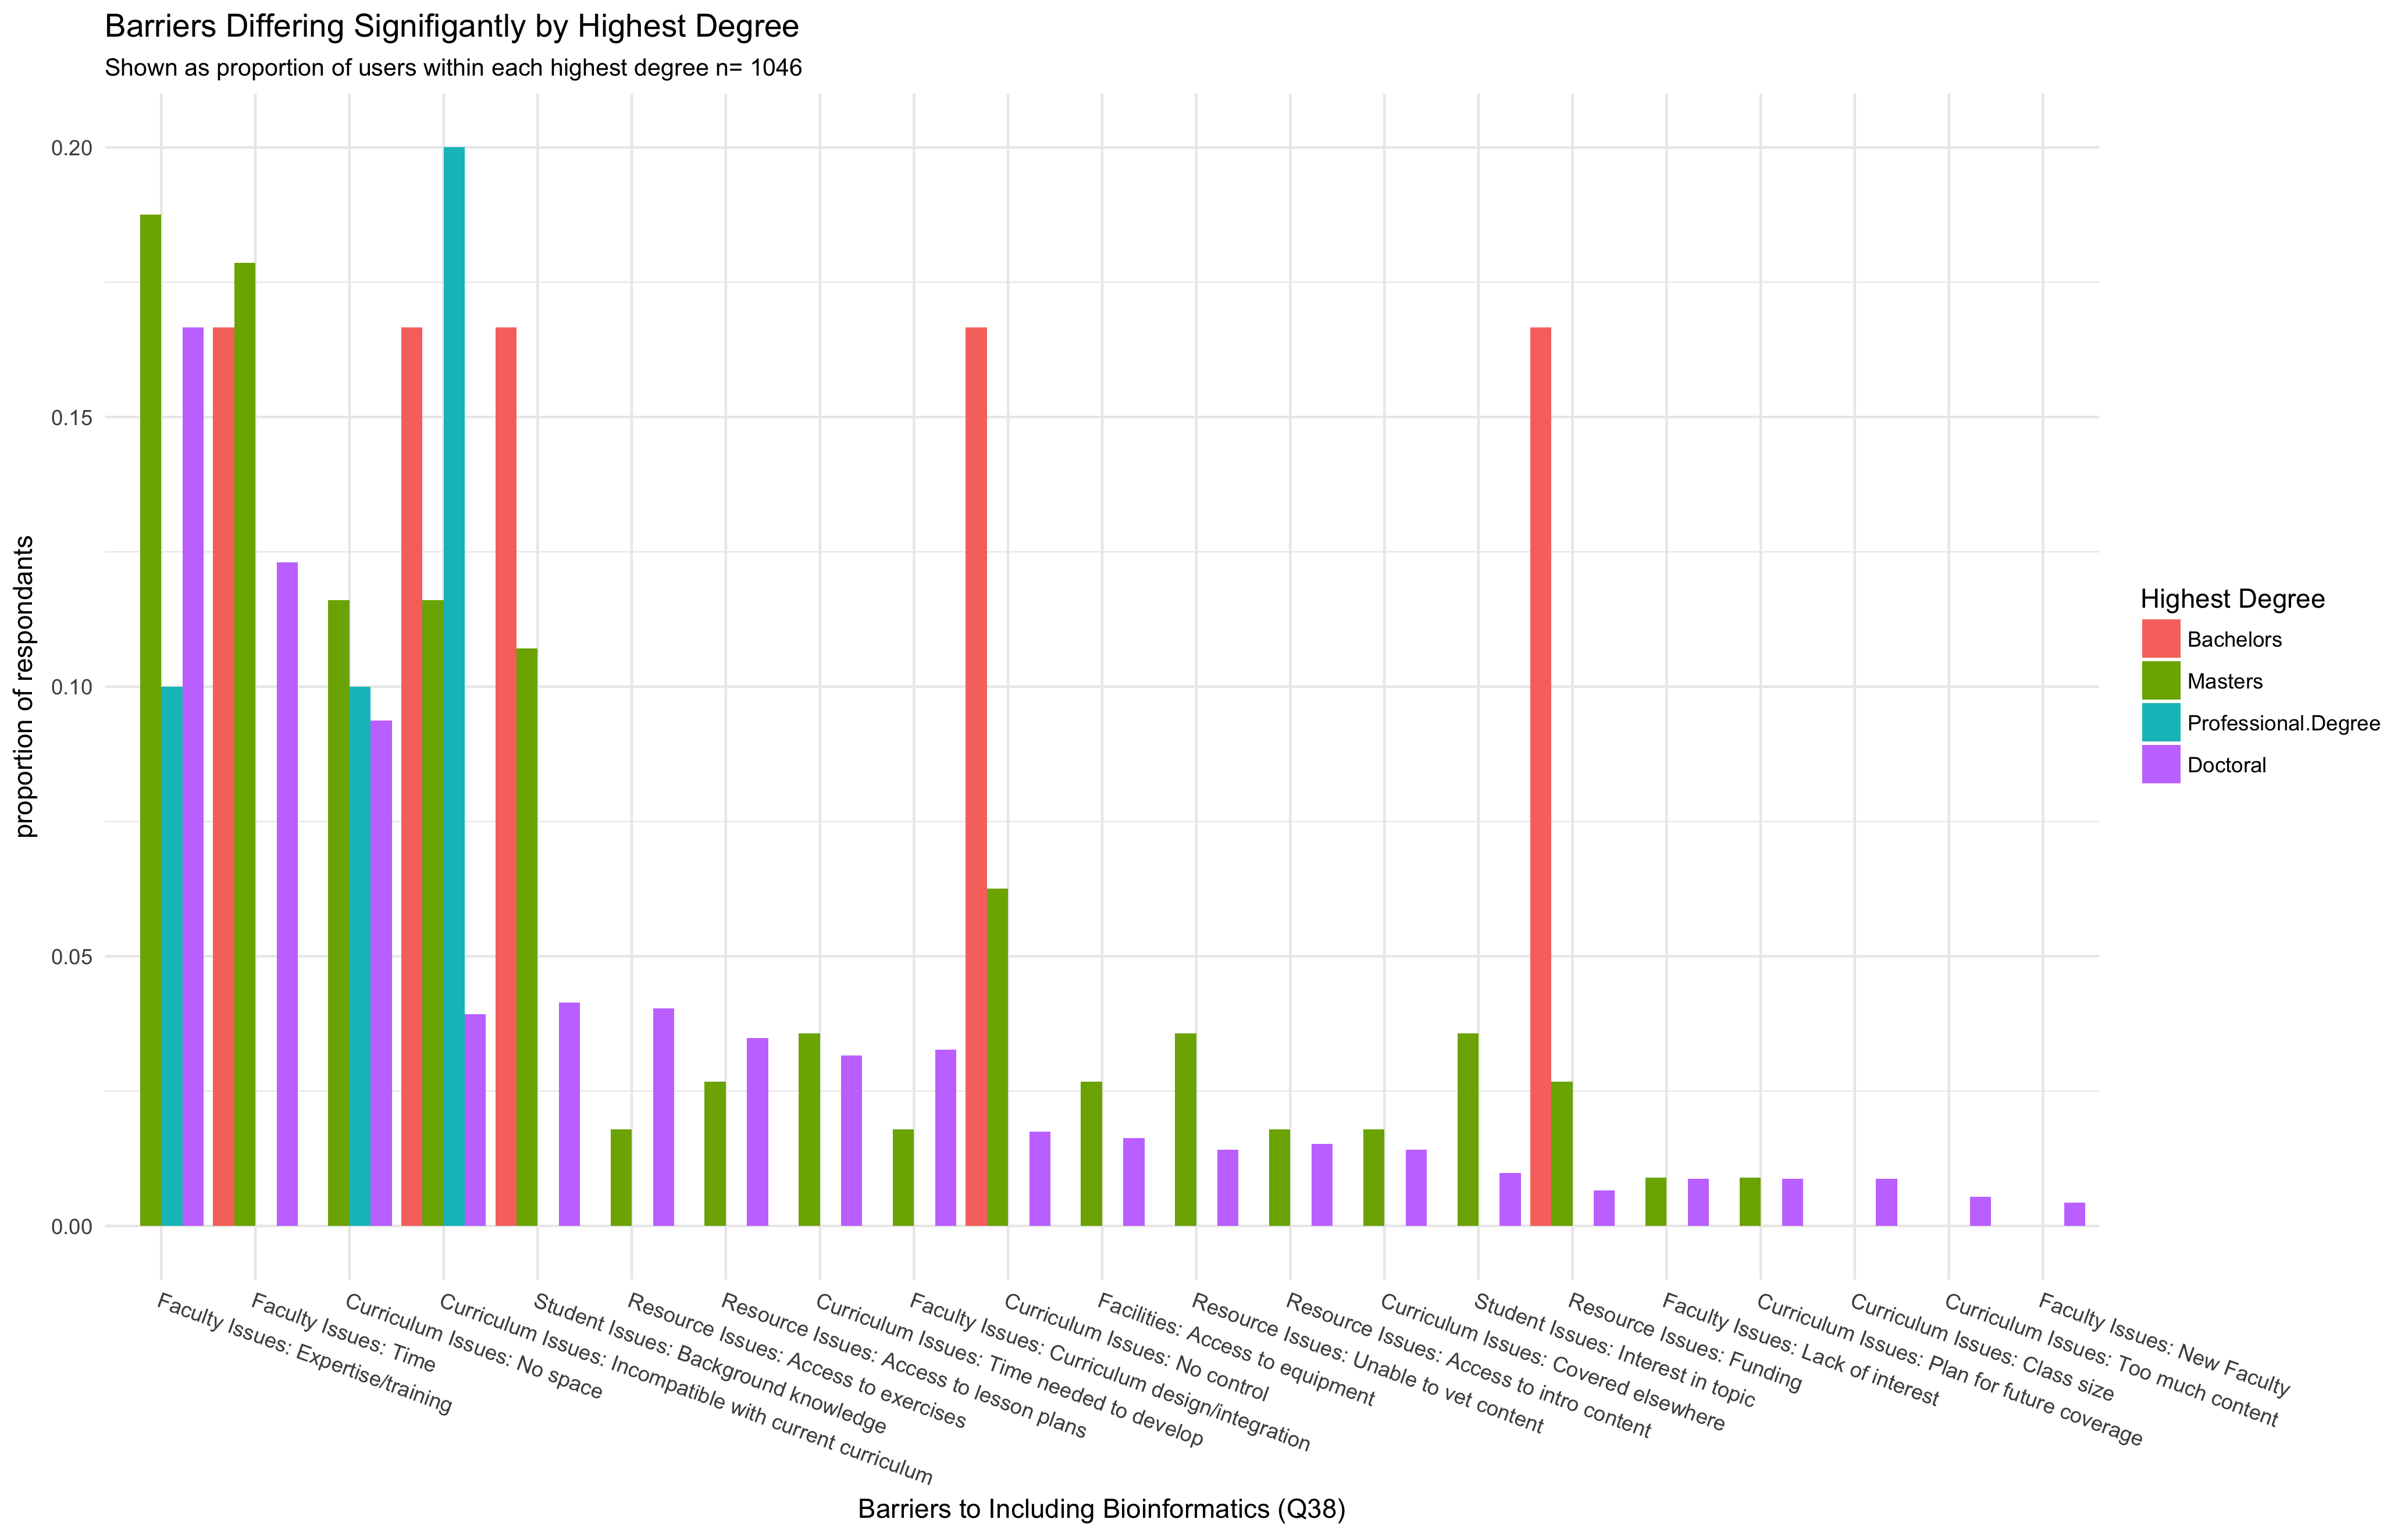 Barriers Differing Signifigantly by Highest Degree
Shown as proportion of users within each highest degree n= 1046
proportion of respondants
0.20
0.15
0.10
0.05
0.00
Faculty Issues: Expertise/training
Faculty Issues: Time
Curriculum Issues: No space
Curriculum Issues: Incompatible with current curriculum
Student Issues: Background knowledge
Resource Issues: Access to exercises
Resource Issues: Access to lesson plans
Curriculum Issues: Time needed to develop
Faculty Issues: Curriculum design/integration
Curriculum Issues: No control
Facilities: Access to equipment
Resource Issues: Unable to vet content
Resource Issues: Access to intro content
Curriculum Issues: Covered elsewhere
Student Issues: Interest in topic
Resource Issues: Funding
Faculty Issues: Lack of interest
Curriculum Issues: Plan for future coverage
Curriculum Issues: Class size
Curriculum Issues: Too much content
Faculty Issues: New Faculty
Barriers to Including Bioinformatics (Q38)
Highest Degree
Bachelors
Masters
Professional.Degree
Doctoral